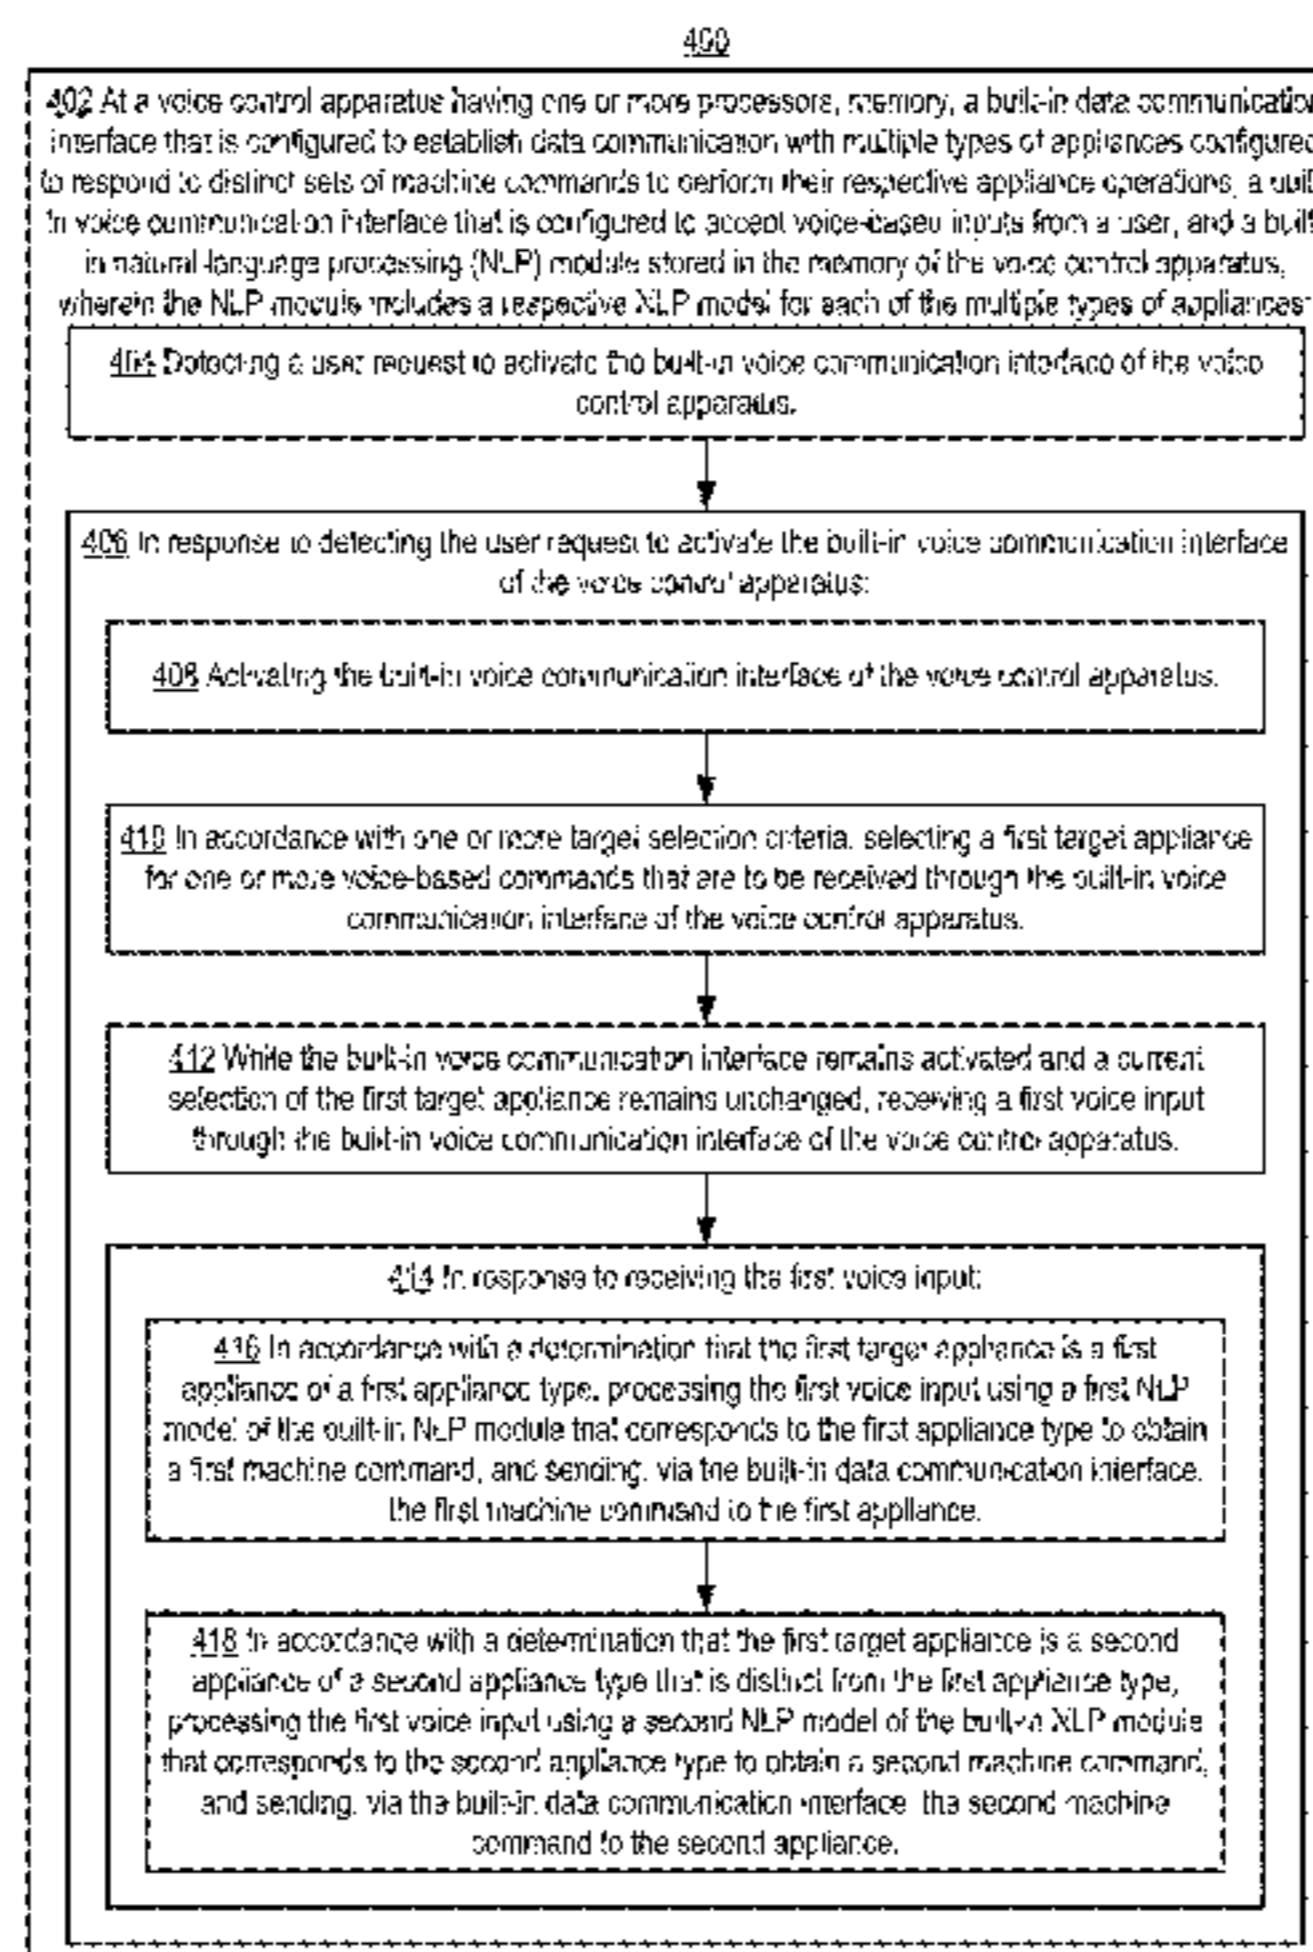 400
402 At a voice control apparatus having one or more processors, memory, a built-in data communication
interface that is configured to establish data communication with multiple types of appliances configured
to respond to distinct sets of machine commands to perform their respective appliance operations, a built
in voice communication interface that is configured to accept voice-based inputs from a user, and a built
in natural-language processing (NLP) module stored in the memory of the voice control apparatus,
wherein the NLP module includes a respective NLP model for each of the multiple types of appliances:
404 Detecting a user request to activate the built-in voice communication interface of the voice
control apparatus.
406 In response to detecting the user request to activate the built-in voice communication interface
of the voice control apparatus:
408 Activating the built-in voice communication interface of the voice control apparatus.
410 In accordance with one or more target selection criteria, selecting a first target appliance
for one or more voice-based commands that are to be received through the built-in voice
communication interface of the voice control apparatus.
412 While the built-in voice communication interface remains activated and a current
selection of the first target appliance remains unchanged, receiving a first voice input
through the built-in voice communication interface of the voice control apparatus.
414 In response to receiving the first voice input:
416 In accordance with a determination that the first target appliance is a first
appliance of a first appliance type, processing the first voice input using a first NLP
model of the built-in NLP module that corresponds to the first appliance type to obtain
a first machine command, and sending, via the built-in data communication interface,
the first machine command to the first appliance.
418 In accordance with a determination that the first target appliance is a second
appliance of a second appliance type that is distinct from the first appliance type,
processing the first voice input using a second NLP model of the built-in NLP module
that corresponds to the second appliance type to obtain a second machine command,
and sending, via the built-in data communication interface, the second machine
command to the second appliance.